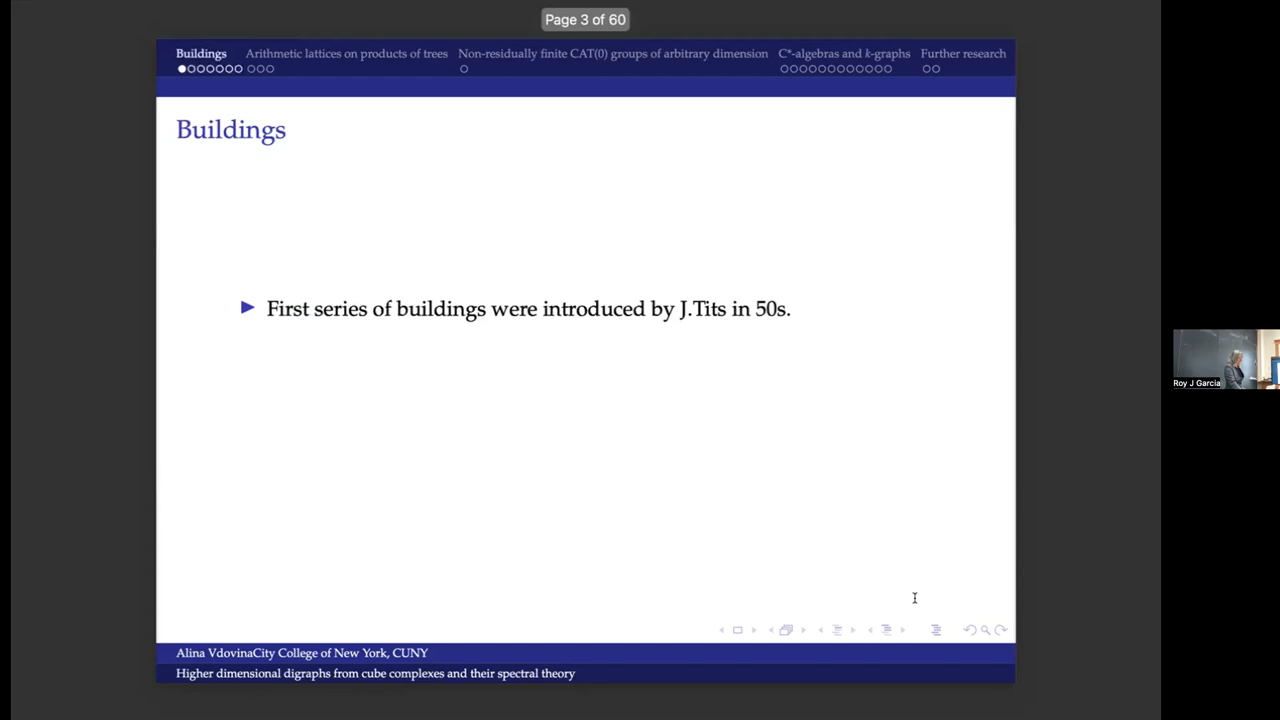 Page 3 of 60
Buildings Arithmetic lattices on products of trees Non-residually finite CAT(0) groups of arbitrary dimension C*-algebras and k-graphs Further research
Buildings
First series of buildings were introduced by J.Tits in 50s.
Roy J Garcia
Alina VdovinaCity College of New York, CUNY
Higher dimensional digraphs from cube complexes and their spectral theory